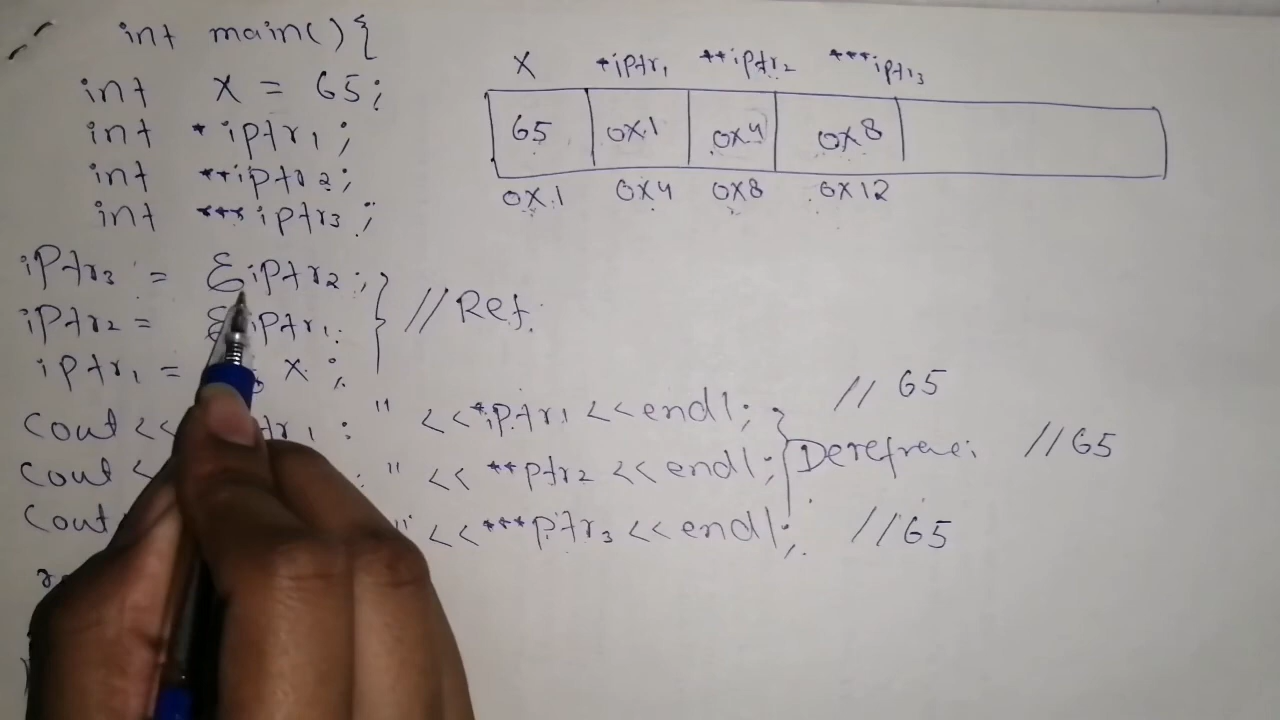 int main(){
int x = 65;
int *iptr1;
int **iptr2;
int ***iptr3;
x *iptr1 **iptr2 ***iptr3
65 0x1 0x4 0x8
0x1 0x4 0x8 0x12
iptr3 = &iptr2;
iptr2 = &iptr1.
iptr1 = x;
} // Ref.
cout << tr1 : " << *iptr1 << endl; // 65
cout < : " << **ptr2 << endl; } Derefrence: // 65
cout " << ***ptr3 << endl; // 65